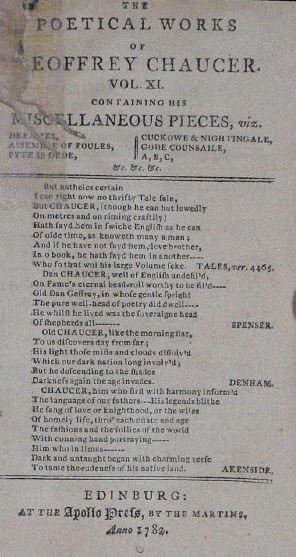 THE
POETICAL WORKS
OF
GEOFFREY CHAUCER.
VOL. XI.
CONTAINING HIS
MISCELLANEOUS PIECES, viz.
DREMES,
ASSEMBLE OF FOULES,
PYTE IS DEDE,
CUCKOWE & NIGHTINGALE,
GODE COUNSAILE,
A, B, C,
&c. &c. &c.
But natheles certain
I can right now no thrifty Tale sain,
But CHAUCER, (though he can but lewedly
On metres and on riming craftily)
Hath sayd hem in swiche English as he can
Of olde time, as knoweth many a man;
And if he have not sayd hem, leve brother,
In o book, he hath sayd hem in another----
Who so that wol his large Volume seke. TALES, ver. 4465.
Dan CHAUCER, well of English undefil'd,
On Fame's eternal head-roll worthy to be fil'd----
Old Dan Geffrey, in whose gentle spright
The pure well-head of poetry did dwell----
He whilst he lived was the soveraigne head
Of shepherds all------- SPENSER.
Old CHAUCER, like the morning star,
To us discovers day from far;
His light those mists and clouds dissolv'd
Which our dark nation long involv'd;
But he descending to the shades
Darkness again the age invades. DENHAM.
CHAUCER, him who first with harmony inform'd
The language of our fathers---His legends blithe
He sang of love or knighthood, or the wiles
Of homely life, thro' each estate and age
The fashions and the follies of the world
With cunning hand portraying-----
Him who in times------
Dark and untaught began with charming verse
To tame the rudeness of his native land. AKENSIDE.
EDINBURG:
AT THE Apollo Press, BY THE MARTINS,
Anno 1782.